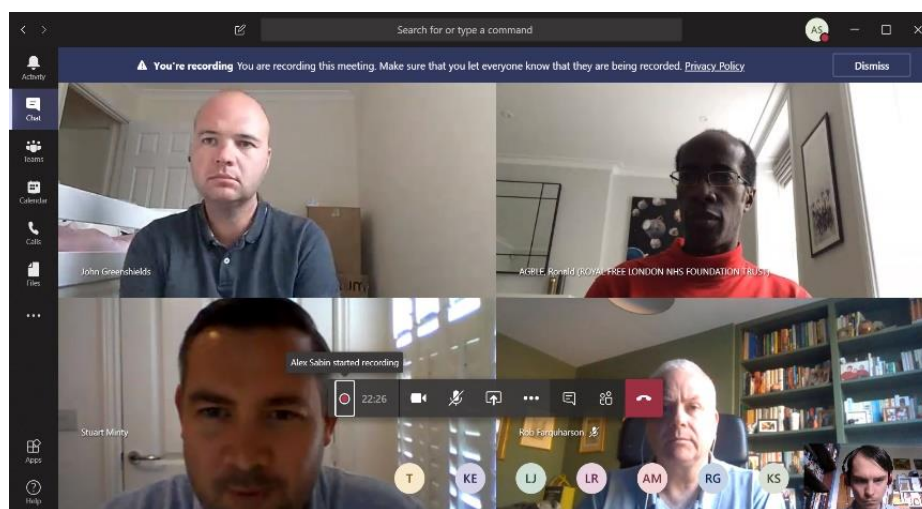 Search for or type a command
AS
You're recording You are recording this meeting. Make sure that you let everyone know that they are being recorded. Privacy Policy
Dismiss
Activity
Chat
Teams
Calendar
Calls
Files
Apps
Help
John Greenshields
AGBLE, Ronald (ROYAL FREE LONDON NHS FOUNDATION TRUST)
Alex Sabin started recording
22:26
Stuart Minty
Rob Farquharson
T
KE
LJ
LR
AM
RG
KS